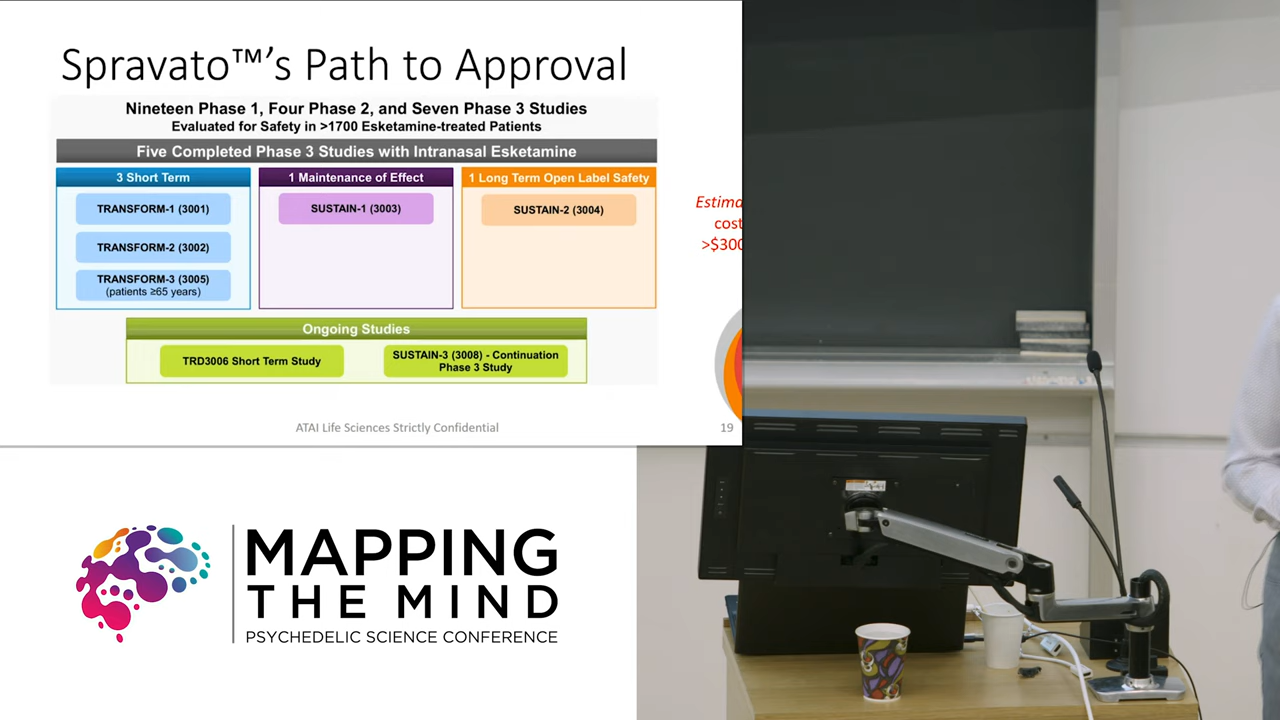 Spravato™'s Path to Approval
Nineteen Phase 1, Four Phase 2, and Seven Phase 3 Studies
Evaluated for Safety in >1700 Esketamine-treated Patients
Five Completed Phase 3 Studies with Intranasal Esketamine
3 Short Term
TRANSFORM-1 (3001)
TRANSFORM-2 (3002)
TRANSFORM-3 (3005)
(patients ≥65 years)
1 Maintenance of Effect
SUSTAIN-1 (3003)
1 Long Term Open Label Safety
SUSTAIN-2 (3004)
Estima
cost
>$300
Ongoing Studies
TRD3006 Short Term Study
SUSTAIN-3 (3008) - Continuation
Phase 3 Study
ATAI Life Sciences Strictly Confidential
19
MAPPING
THE MIND
PSYCHEDELIC SCIENCE CONFERENCE